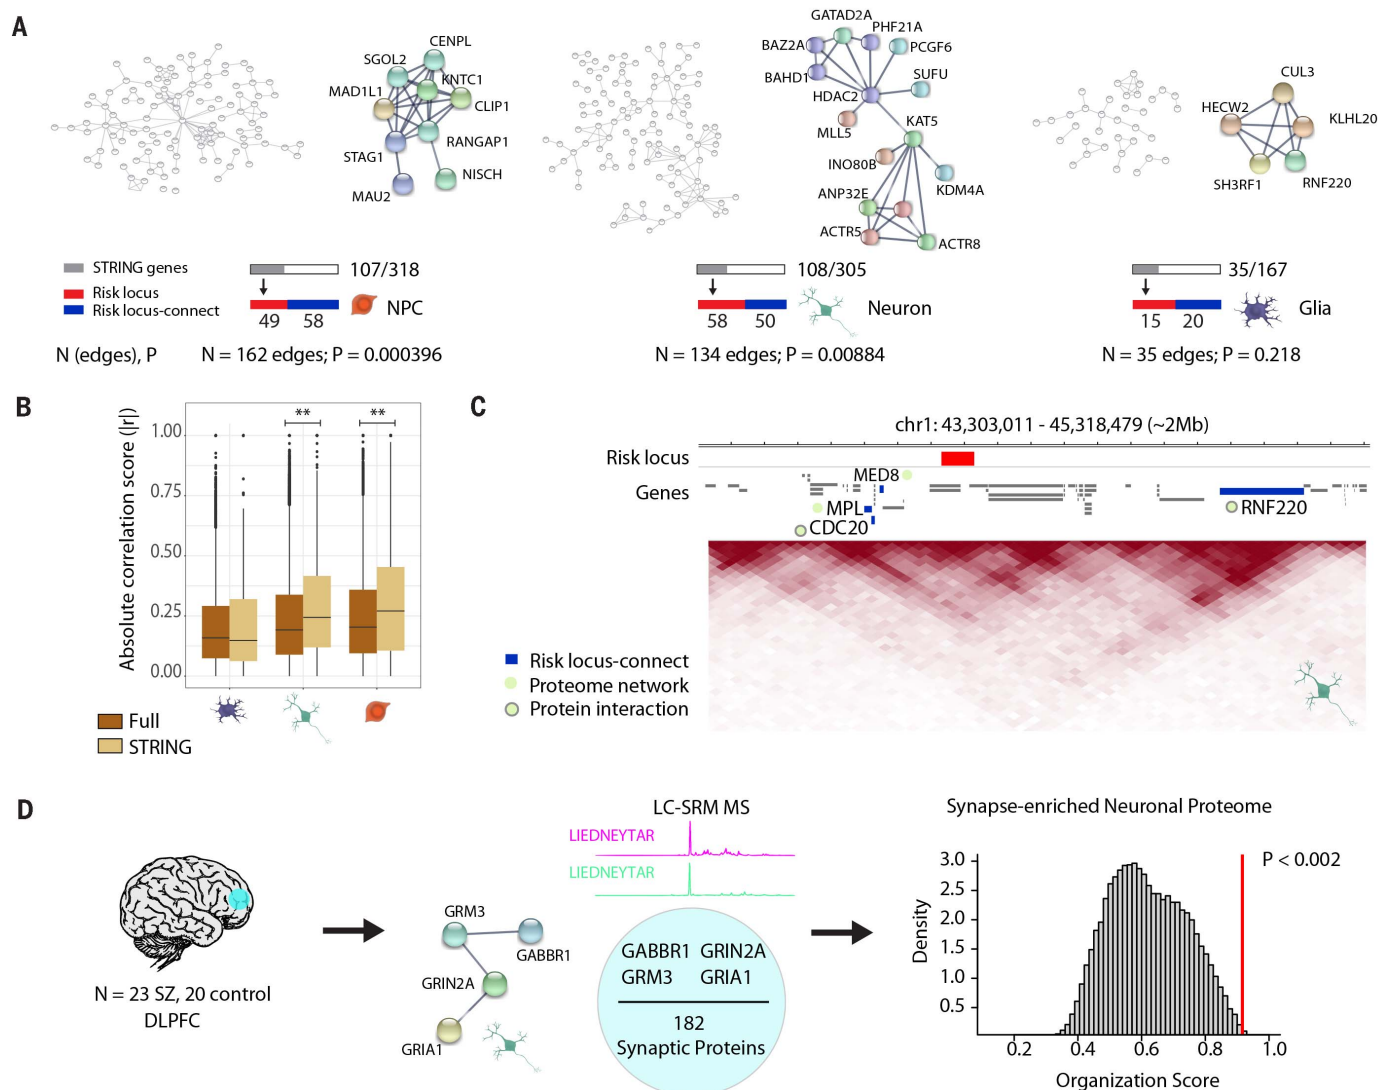 A
CENPL
SGOL2
KNTC1
MAD1L1
CLIP1
RANGAP1
STAG1
NISCH
MAU2
GATAD2A
PHF21A
BAZ2A
PCGF6
BAHD1
SUFU
HDAC2
MLL5
KAT5
INO80B
KDM4A
ANP32E
ACTR5
ACTR8
CUL3
HECW2
KLHL20
SH3RF1
RNF220
STRING genes
Risk locus
Risk locus-connect
107/318
NPC
49 58
108/305
Neuron
58 50
35/167
Glia
15 20
N (edges), P
N = 162 edges; P = 0.000396
N = 134 edges; P = 0.00884
N = 35 edges; P = 0.218
B
Absolute correlation score (|r|)
1.00
0.75
0.50
0.25
0.00
** **
Full
STRING
C
chr1: 43,303,011 - 45,318,479 (~2Mb)
Risk locus
Genes
MED8
MPL
CDC20
RNF220
Risk locus-connect
Proteome network
Protein interaction
D
N = 23 SZ, 20 control
DLPFC
GRM3
GABBR1
GRIN2A
GRIA1
LC-SRM MS
LIEDNEYTAR
LIEDNEYTAR
GABBR1 GRIN2A
GRM3 GRIA1
182
Synaptic Proteins
Synapse-enriched Neuronal Proteome
P < 0.002
Density
3.0
2.5
2.0
1.5
1.0
0.5
0.2 0.4 0.6 0.8 1.0
Organization Score